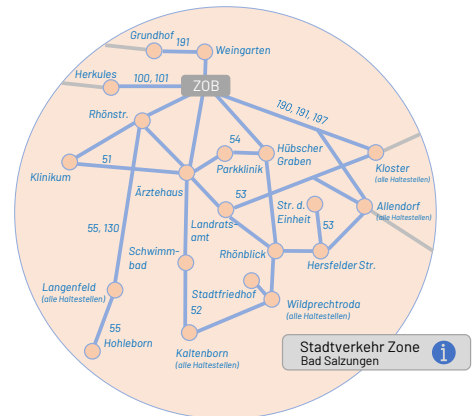 Grundhof
191
Weingarten
Herkules
100, 101
ZOB
190, 191, 197
Rhönstr.
54
Hübscher
Graben
51
Parkklinik
Kloster
(alle Haltestellen)
Klinikum
Ärztehaus
53
Str. d.
Einheit
Allendorf
(alle Haltestellen)
Landrats-
amt
53
55, 130
Schwimm-
bad
Rhönblick
Hersfelder Str.
Langenfeld
(alle Haltestellen)
Stadtfriedhof
52
Wildprechtroda
(alle Haltestellen)
55
Hohleborn
Kaltenborn
(alle Haltestellen)
Stadtverkehr Zone
Bad Salzungen
i